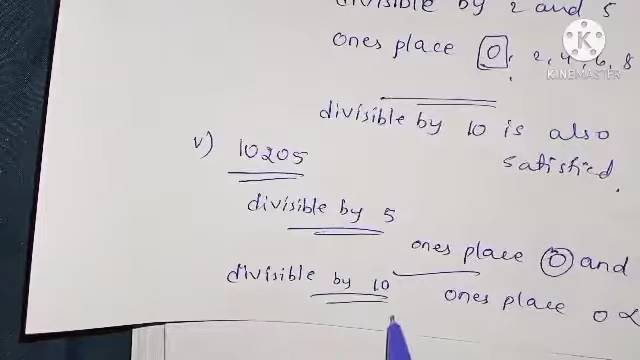 divisible by 2 and 5
ones place 0, 2, 4, 6, 8
divisible by 10 is also
satisfied.
v) 10205
divisible by 5
ones place 0 and
divisible by 10
ones place 0
KINEMASTER